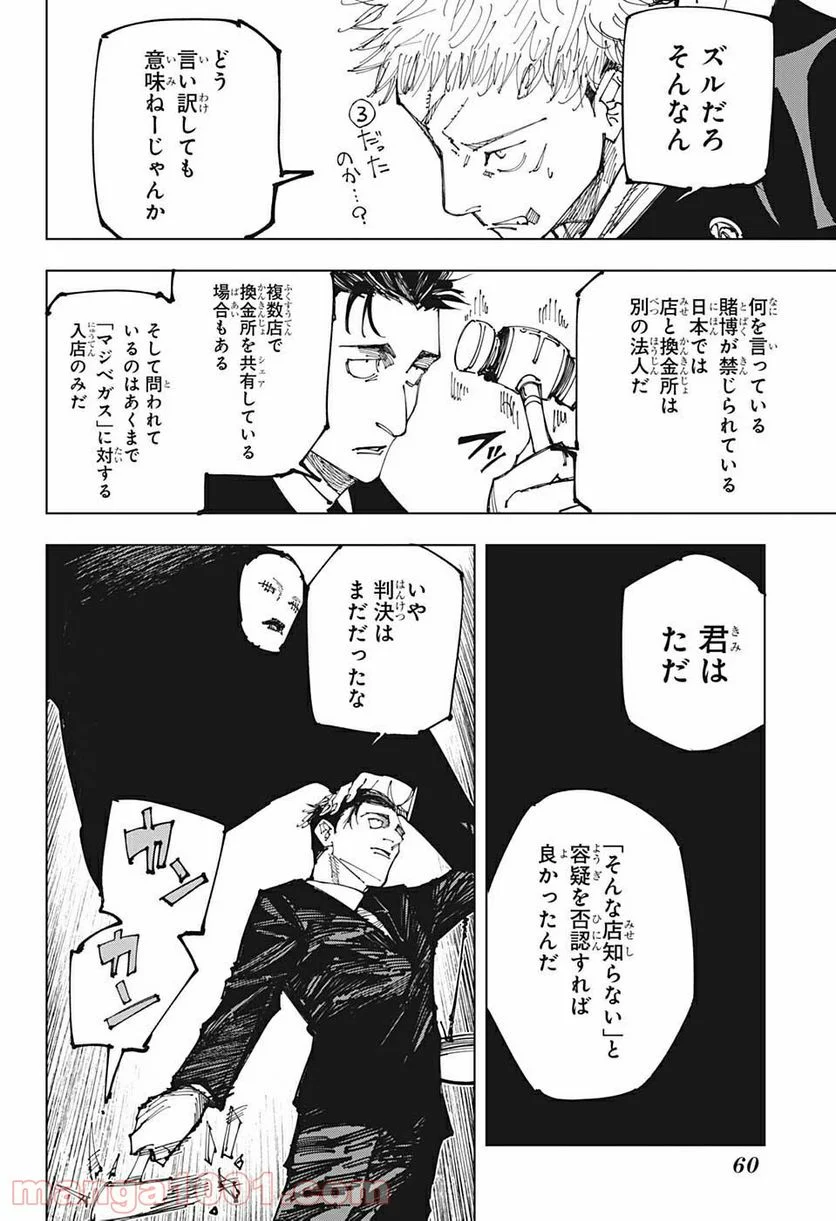 ズルだろ
そんなん
③だった
のか…?
どう
言い訳しても
意味ねーじゃんか
何を言っている
賭博が禁じられている
日本では
店と換金所は
別の法人だ
複数店で
換金所を共有している
場合もある
そして問われて
いるのはあくまで
「マジベガス」に対する
入店のみだ
君は
ただ
「そんな店知らない」と
容疑を否認すれば
良かったんだ
いや
判決は
まだだったな
カンッ
カーンッ
60
manga1001.com